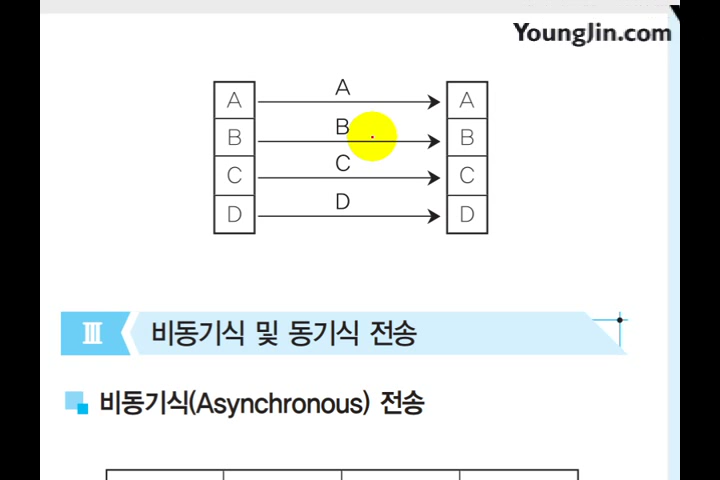 YoungJin.com
A A A
B B B
C C C
D D D
Ⅲ 비동기식 및 동기식 전송
비동기식(Asynchronous) 전송